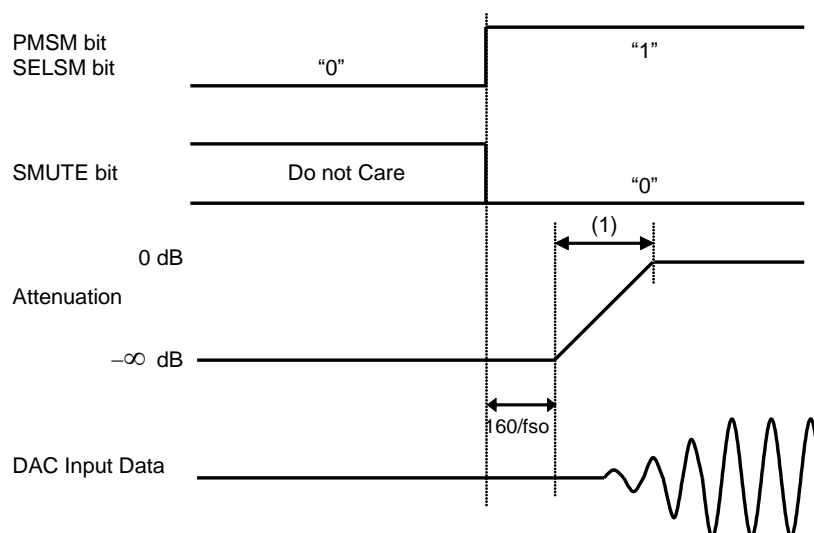 PMSM bit
SELSM bit
“0”
“1”
SMUTE bit
Do not Care
“0”
(1)
0 dB
Attenuation
–∞ dB
160/fso
DAC Input Data